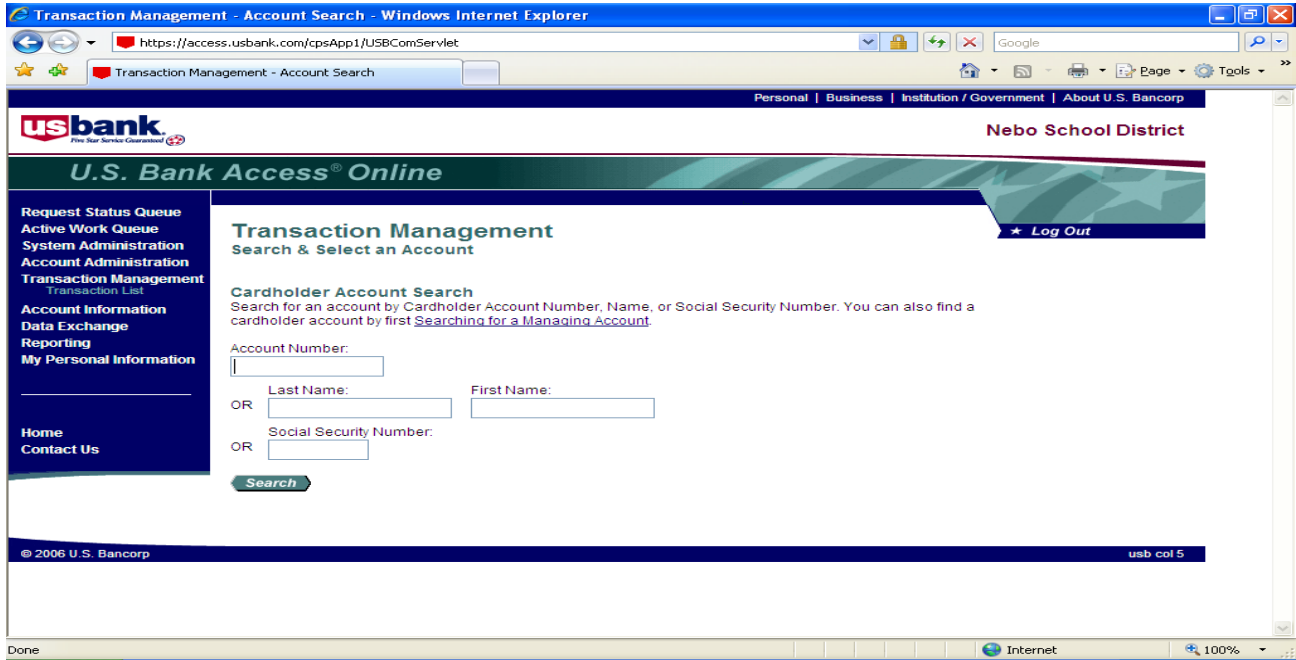 Transaction Management - Account Search - Windows Internet Explorer
https://access.usbank.com/cpsApp1/USBComServlet
Google
Transaction Management - Account Search
Page
Tools
Personal | Business | Institution / Government | About U.S. Bancorp
usbank.
Five Star Service Guaranteed
Nebo School District
U.S. Bank Access® Online
Request Status Queue
Active Work Queue
System Administration
Account Administration
Transaction Management
Transaction List
Account Information
Data Exchange
Reporting
My Personal Information
Home
Contact Us
Log Out
Transaction Management
Search & Select an Account
Cardholder Account Search
Search for an account by Cardholder Account Number, Name, or Social Security Number. You can also find a
cardholder account by first Searching for a Managing Account.
Account Number:
Last Name: First Name:
OR
Social Security Number:
OR
Search
© 2006 U.S. Bancorp
usb col 5
Done
Internet
100%